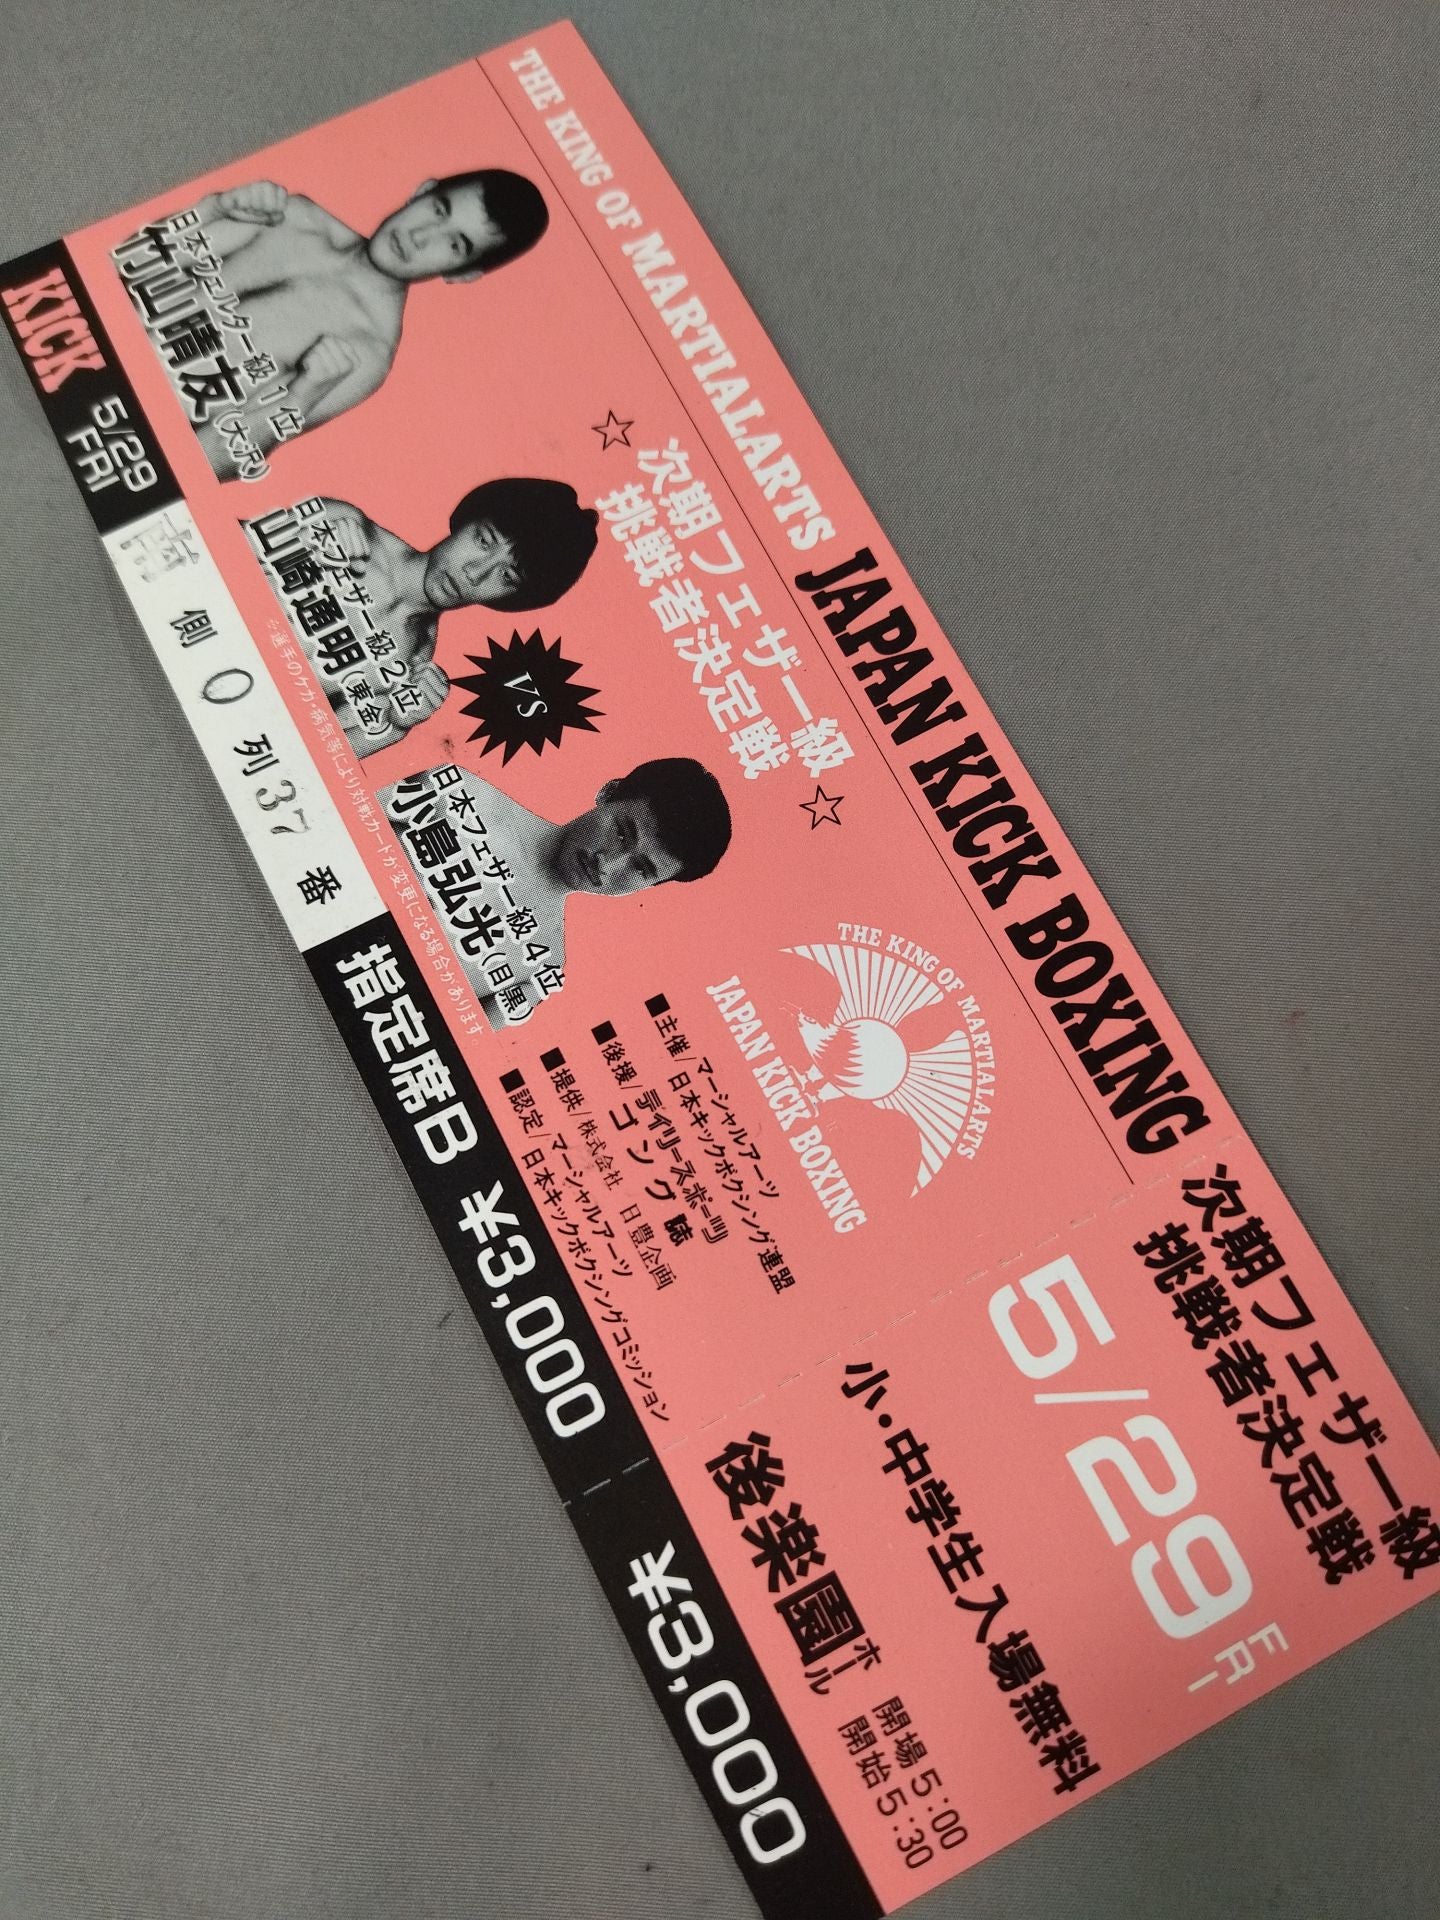 THE KING OF MARTIALARTS JAPAN KICK BOXING
☆次期フェザー級
挑戦者決定戦☆
日本ウェルター級1位
竹山晴友(大沢)
日本フェザー級2位
山崎通明(東金)
VS
日本フェザー級4位
小島弘光(目黒)
※選手のケガ・病気等により対戦カードが変更になる場合があります。
THE KING OF MARTIALARTS
JAPAN KICK BOXING
■主催/マーシャルアーツ
日本キックボクシング連盟
■後援/デイリースポーツ
ゴング誌
■提供/株式会社 日豊企画
■認定/マーシャルアーツ
日本キックボクシングコミッション
KICK
5/29
FRI
南側O列37番
指定席B ¥3,000
次期フェザー級
挑戦者決定戦
5/29 FRI
小・中学生入場無料
後楽園ホール
開場5:00
開始5:30
¥3,000